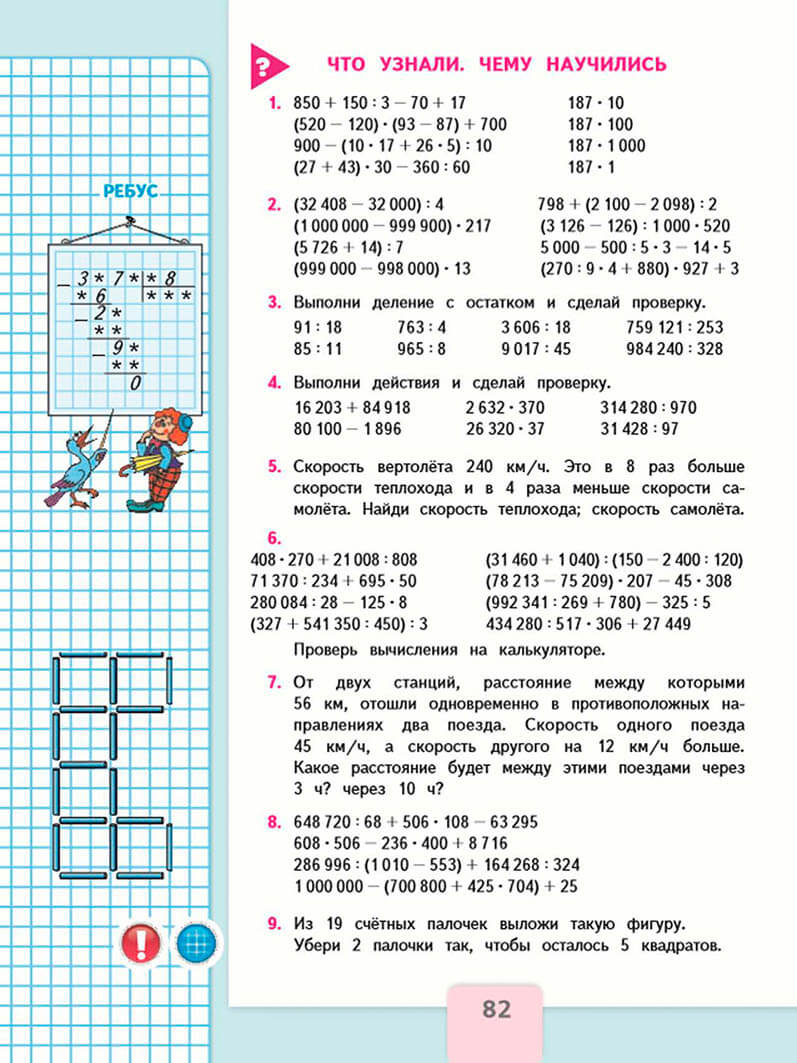 ? ЧТО УЗНАЛИ. ЧЕМУ НАУЧИЛИСЬ
1. 850 + 150 : 3 − 70 + 17 187 · 10
(520 − 120) · (93 − 87) + 700 187 · 100
900 − (10 · 17 + 26 · 5) : 10 187 · 1 000
(27 + 43) · 30 − 360 : 60 187 · 1
2. (32 408 − 32 000) : 4 798 + (2 100 − 2 098) : 2
(1 000 000 − 999 900) · 217 (3 126 − 126) : 1 000 · 520
(5 726 + 14) : 7 5 000 − 500 : 5 · 3 − 14 · 5
(999 000 − 998 000) · 13 (270 : 9 · 4 + 880) · 927 + 3
3. Выполни деление с остатком и сделай проверку.
91 : 18 763 : 4 3 606 : 18 759 121 : 253
85 : 11 965 : 8 9 017 : 45 984 240 : 328
4. Выполни действия и сделай проверку.
16 203 + 84 918 2 632 · 370 314 280 : 970
80 100 − 1 896 26 320 · 37 31 428 : 97
5. Скорость вертолёта 240 км/ч. Это в 8 раз больше
скорости теплохода и в 4 раза меньше скорости са-
молёта. Найди скорость теплохода; скорость самолёта.
6.
408 · 270 + 21 008 : 808 (31 460 + 1 040) : (150 − 2 400 : 120)
71 370 : 234 + 695 · 50 (78 213 − 75 209) · 207 − 45 · 308
280 084 : 28 − 125 · 8 (992 341 : 269 + 780) − 325 : 5
(327 + 541 350 : 450) : 3 434 280 : 517 · 306 + 27 449
Проверь вычисления на калькуляторе.
7. От двух станций, расстояние между которыми
56 км, отошли одновременно в противоположных на-
правлениях два поезда. Скорость одного поезда
45 км/ч, а скорость другого на 12 км/ч больше.
Какое расстояние будет между этими поездами через
3 ч? через 10 ч?
8. 648 720 : 68 + 506 · 108 − 63 295
608 · 506 − 236 · 400 + 8 716
286 996 : (1 010 − 553) + 164 268 : 324
1 000 000 − (700 800 + 425 · 704) + 25
9. Из 19 счётных палочек выложи такую фигуру.
Убери 2 палочки так, чтобы осталось 5 квадратов.
РЕБУС
− 3 * 7 * * 8
* 6 * * *
− 2 *
* *
− 9 *
* *
0
!
82